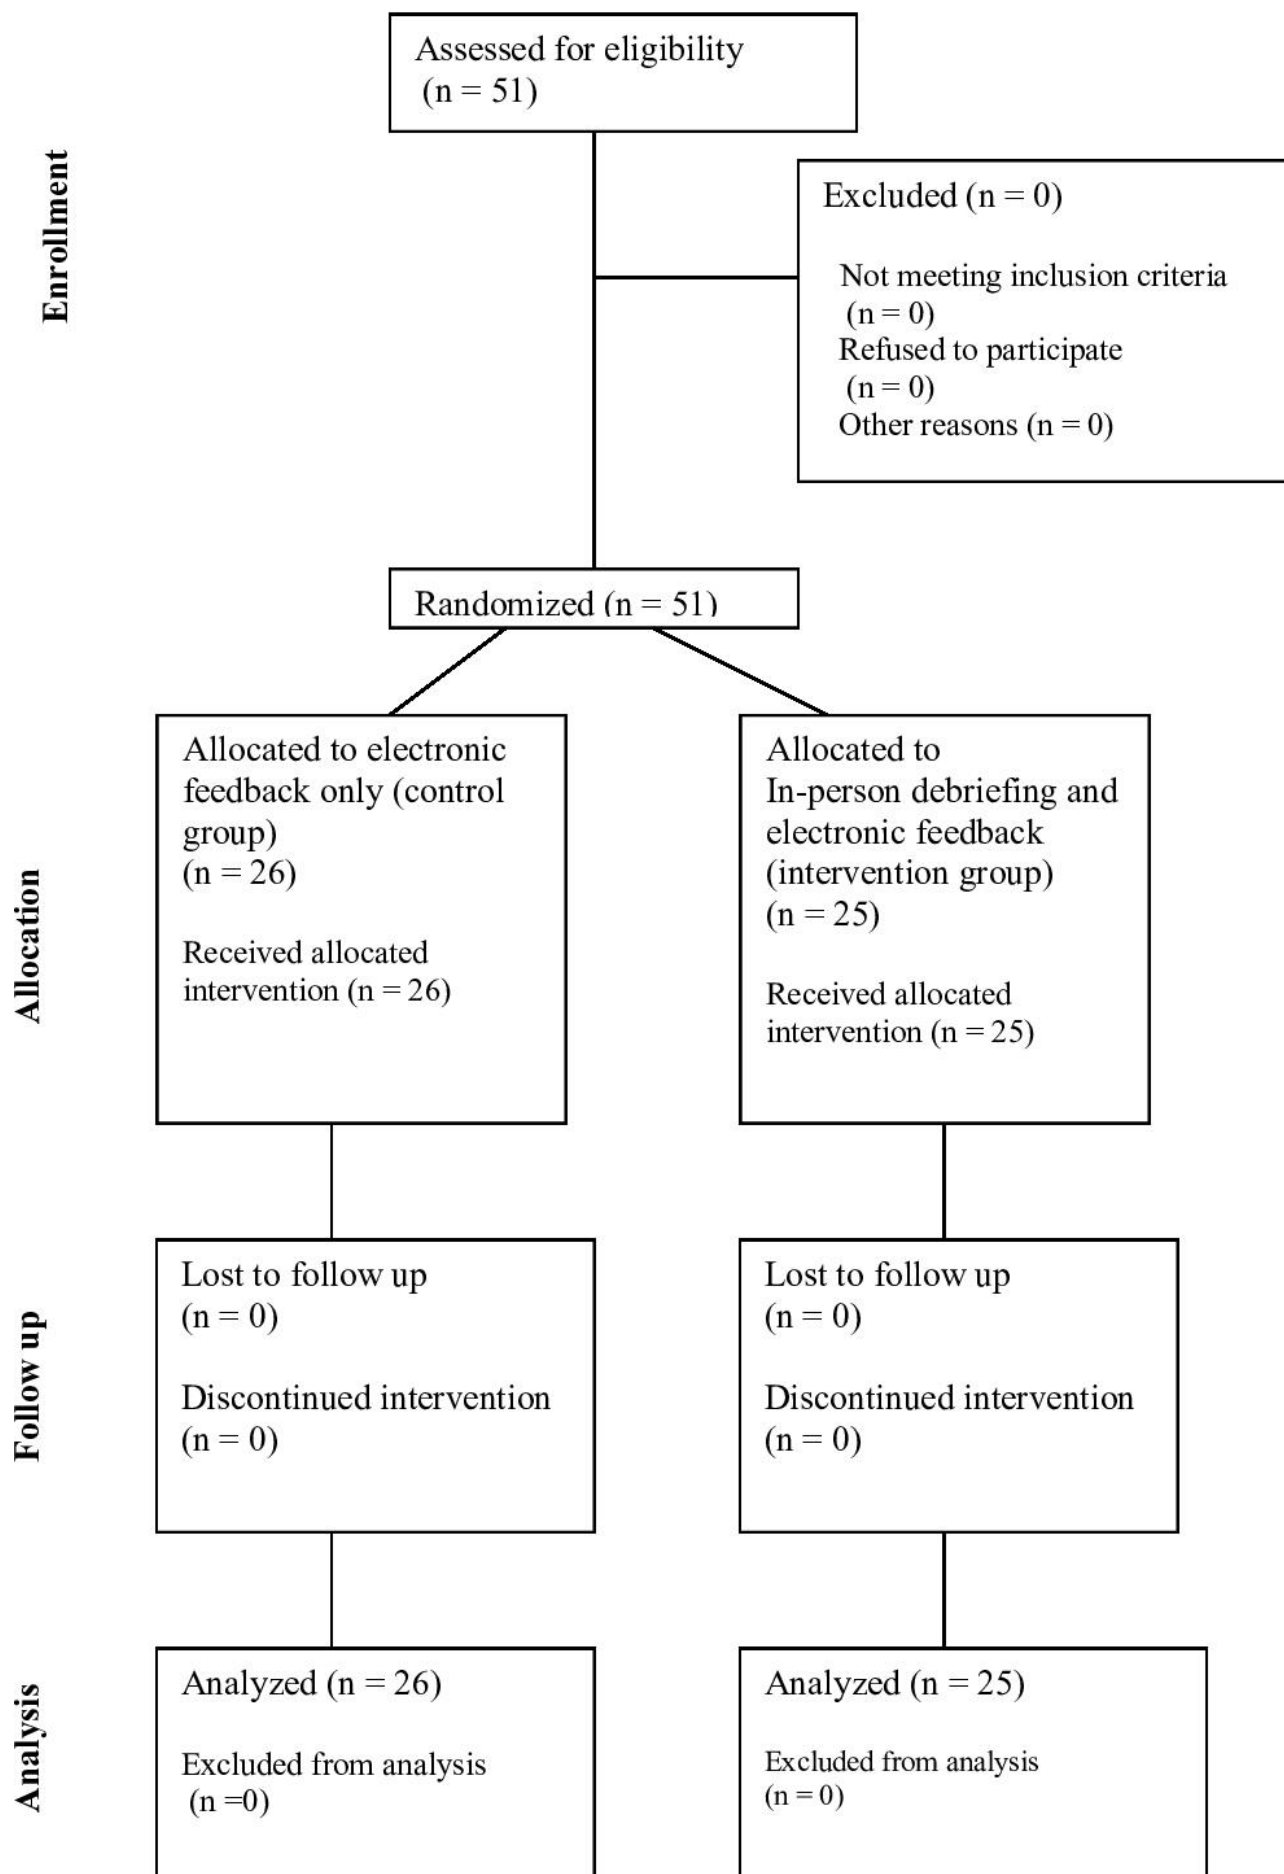 Assessed for eligibility
(n = 51)
Enrollment
Excluded (n = 0)
Not meeting inclusion criteria
(n = 0)
Refused to participate
(n = 0)
Other reasons (n = 0)
Randomized (n = 51)
Allocation
Allocated to electronic
feedback only (control
group)
(n = 26)
Received allocated
intervention (n = 26)
Allocated to
In-person debriefing and
electronic feedback
(intervention group)
(n = 25)
Received allocated
intervention (n = 25)
Follow up
Lost to follow up
(n = 0)
Discontinued intervention
(n = 0)
Lost to follow up
(n = 0)
Discontinued intervention
(n = 0)
Analysis
Analyzed (n = 26)
Excluded from analysis
(n =0)
Analyzed (n = 25)
Excluded from analysis
(n = 0)